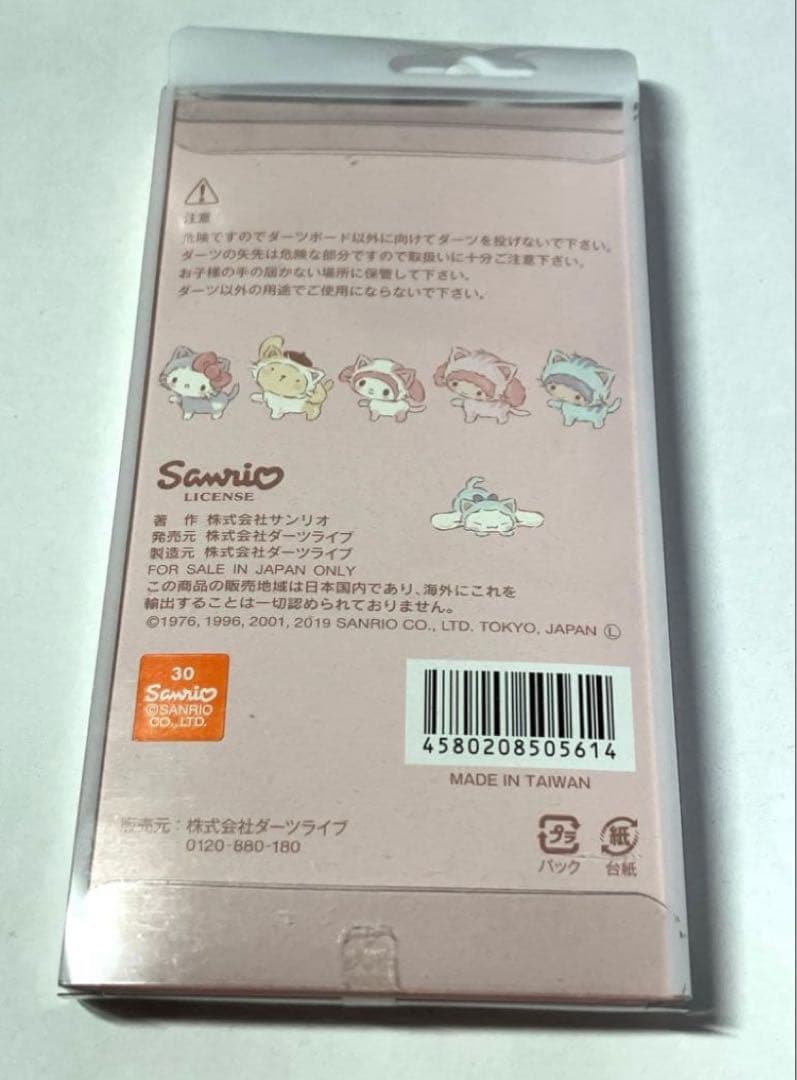 注意
危険ですのでダーツボード以外に向けてダーツを投げないで下さい。
ダーツの矢先は危険な部分ですので取扱いに十分ご注意下さい。
お子様の手の届かない場所に保管して下さい。
ダーツ以外の用途でご使用にならないで下さい。
Sanrio
LICENSE
著 作 株式会社サンリオ
発売元 株式会社ダーツライブ
製造元 株式会社ダーツライブ
FOR SALE IN JAPAN ONLY
この商品の販売地域は日本国内であり、海外にこれを
輸出することは一切認められておりません。
©1976, 1996, 2001, 2019 SANRIO CO., LTD. TOKYO, JAPAN Ⓛ
30
Sanrio
©SANRIO
CO., LTD.
4580208505614
MADE IN TAIWAN
販売元:株式会社ダーツライブ
0120-880-180
プラ
パック
紙
台紙